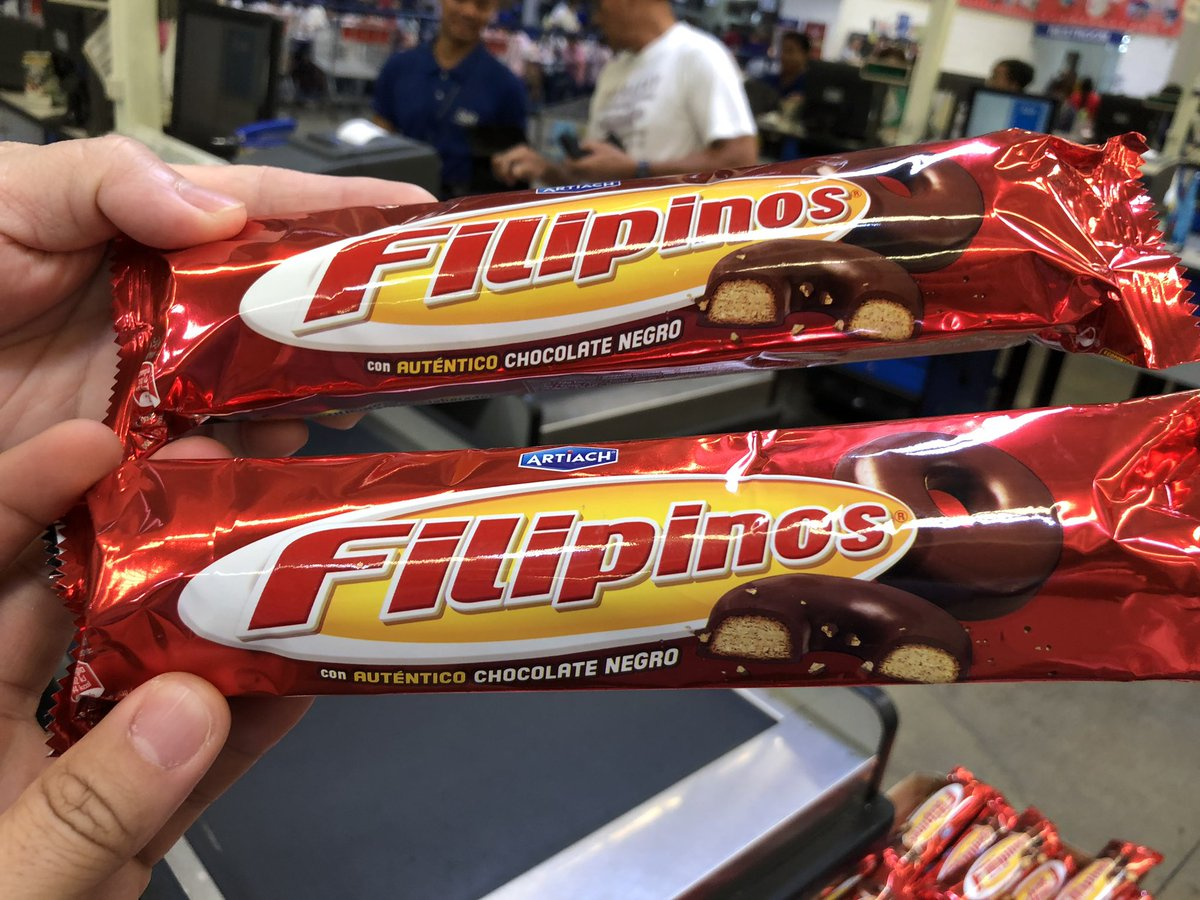 ARTIACH
Filipinos®
con AUTÉNTICO CHOCOLATE NEGRO
ARTIACH®
Filipinos®
con AUTÉNTICO CHOCOLATE NEGRO